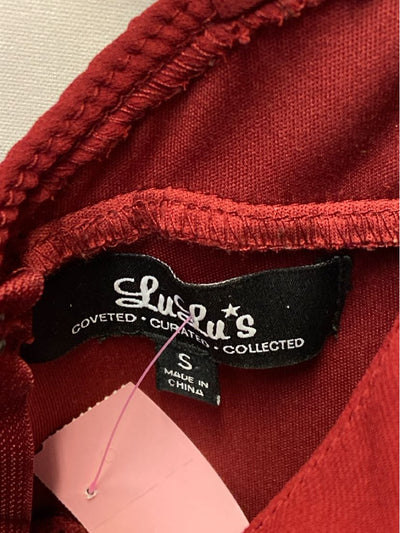 LuLu*s
COVETED • CURATED • COLLECTED
S
MADE IN
CHINA